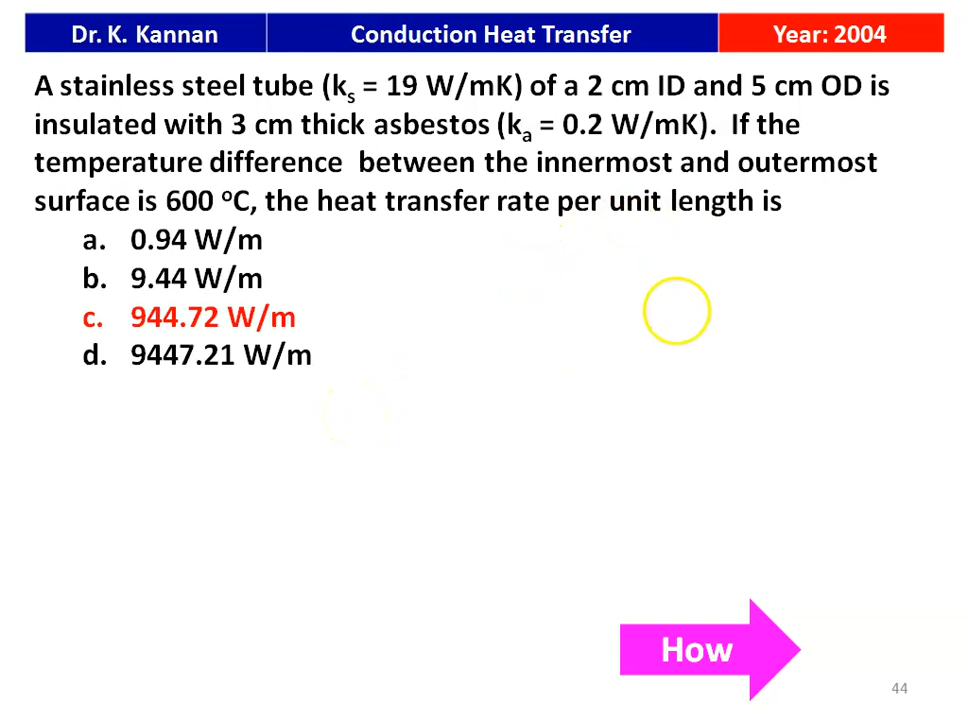 Dr. K. Kannan Conduction Heat Transfer Year: 2004
A stainless steel tube (ks = 19 W/mK) of a 2 cm ID and 5 cm OD is
insulated with 3 cm thick asbestos (ka = 0.2 W/mK). If the
temperature difference between the innermost and outermost
surface is 600 °C, the heat transfer rate per unit length is
a. 0.94 W/m
b. 9.44 W/m
c. 944.72 W/m
d. 9447.21 W/m
How
44